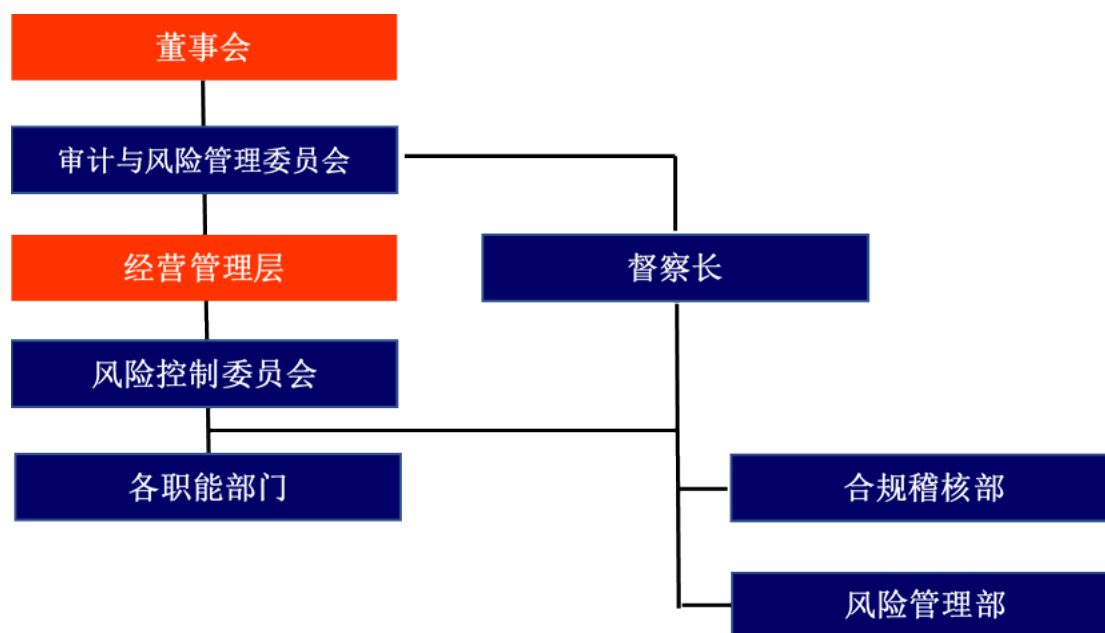 董事会
审计与风险管理委员会
经营管理层
督察长
风险控制委员会
各职能部门
合规稽核部
风险管理部